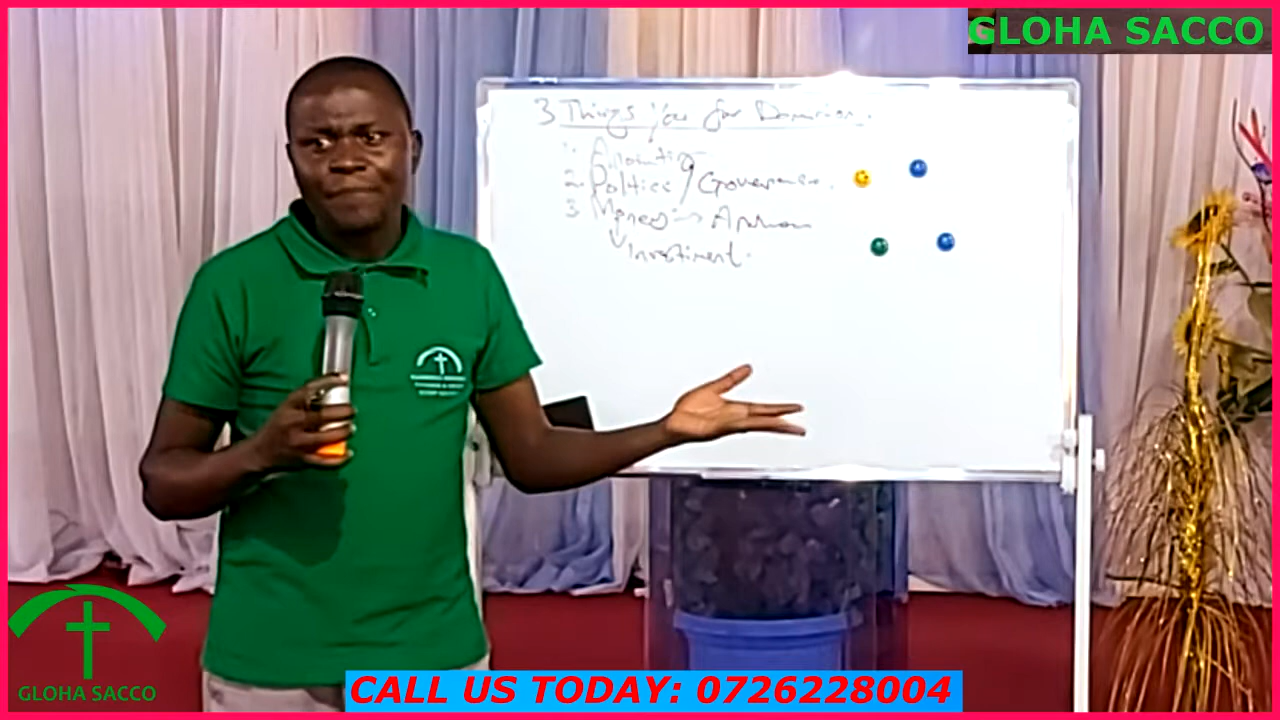 GLOHA SACCO
3 Things You for Dominion.
1. Anointing
2. Politics / Governance.
3 Money →
Investiment.
GLOHA SACCO
CALL US TODAY: 0726228004